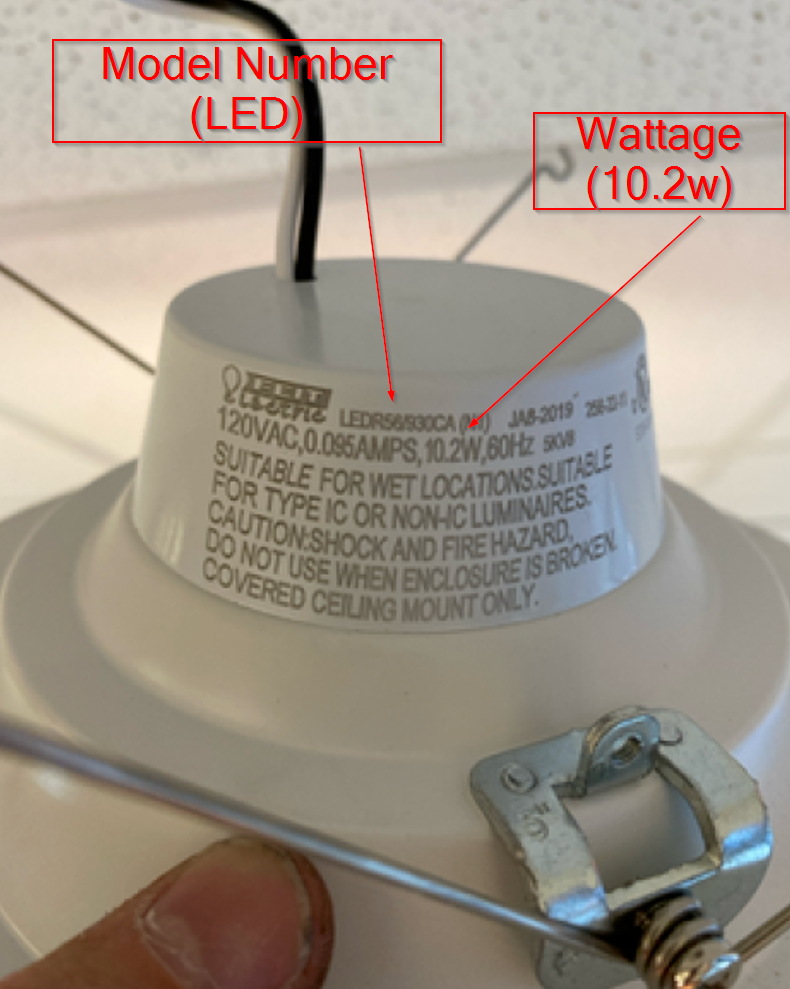 Model Number
(LED)
Wattage
(10.2w)
LEDR56/930CA JA8-2019
120VAC,0.095AMPS,10.2W,60Hz
SUITABLE FOR WET LOCATIONS.SUITABLE
FOR TYPE IC OR NON-IC LUMINAIRES.
CAUTION:SHOCK AND FIRE HAZARD,
DO NOT USE WHEN ENCLOSURE IS BROKEN.
COVERED CEILING MOUNT ONLY.